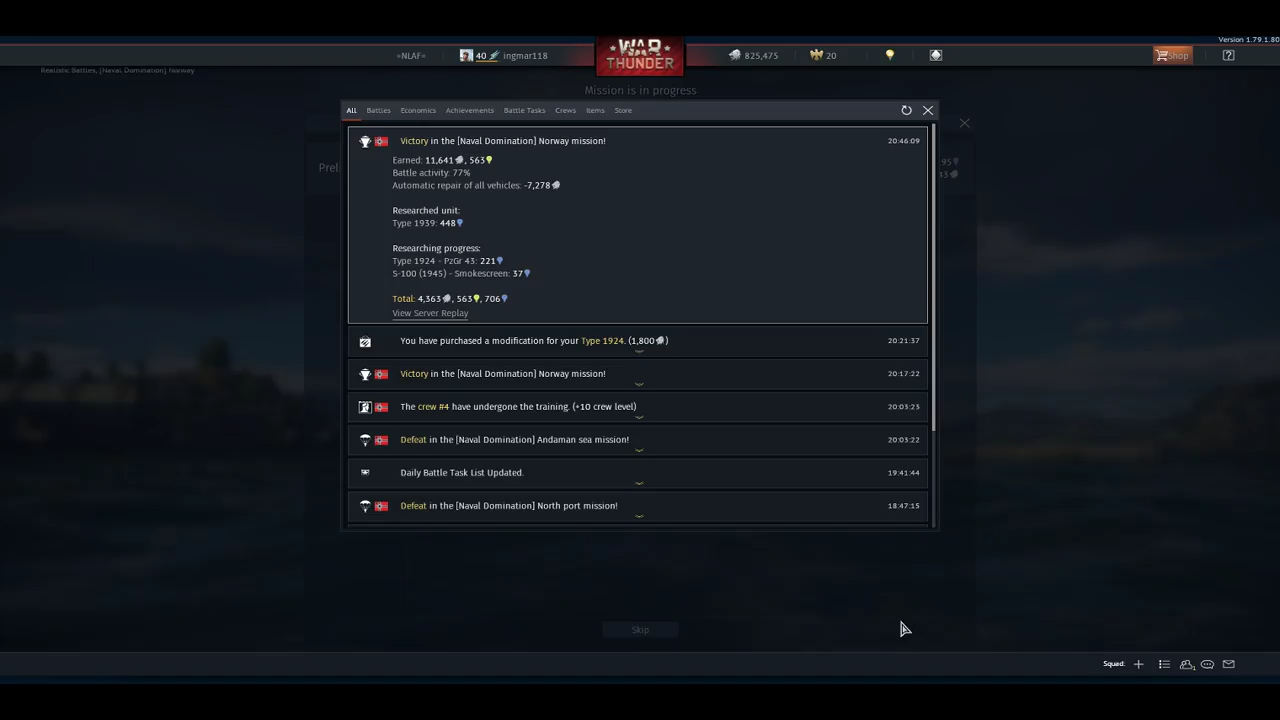 Version 1.79.1.80
=NLAF= 40 ingmar118 WAR THUNDER 825,475 20 Shop
Realistic Battles, [Naval Domination] Norway
Mission is in progress
All Battles Economics Achievements Battle Tasks Crews Items Store
Victory in the [Naval Domination] Norway mission! 20:46:09
Earned: 11,641, 563
Battle activity: 77%
Automatic repair of all vehicles: -7,278
Researched unit:
Type 1939: 448
Researching progress:
Type 1924 - PzGr 43: 221
S-100 (1945) - Smokescreen: 37
Total: 4,363, 563, 706
View Server Replay
You have purchased a modification for your Type 1924. (1,800) 20:21:37
Victory in the [Naval Domination] Norway mission! 20:17:22
The crew #4 have undergone the training. (+10 crew level) 20:03:23
Defeat in the [Naval Domination] Andaman sea mission! 20:03:22
Daily Battle Task List Updated. 19:41:44
Defeat in the [Naval Domination] North port mission! 18:47:15
Skip
Squad: 1